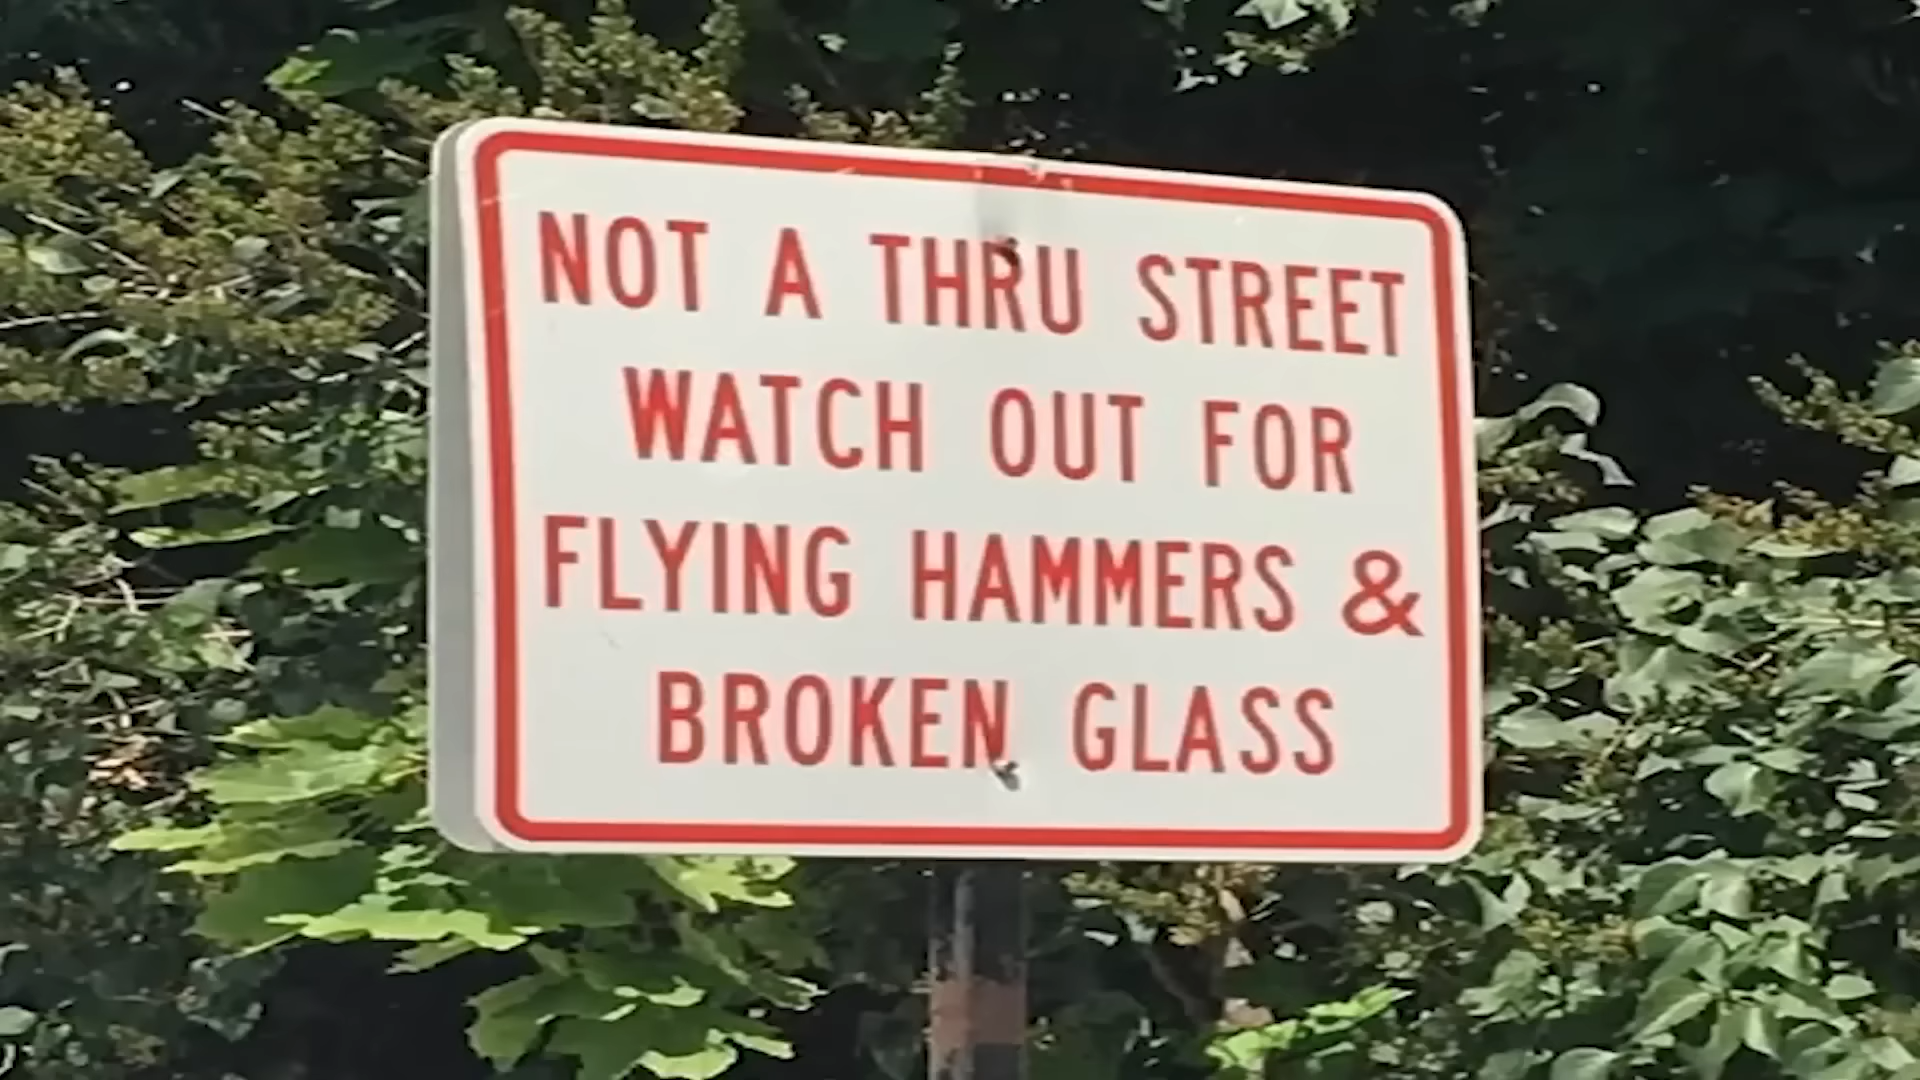 NOT A THRU STREET
WATCH OUT FOR
FLYING HAMMERS &
BROKEN GLASS